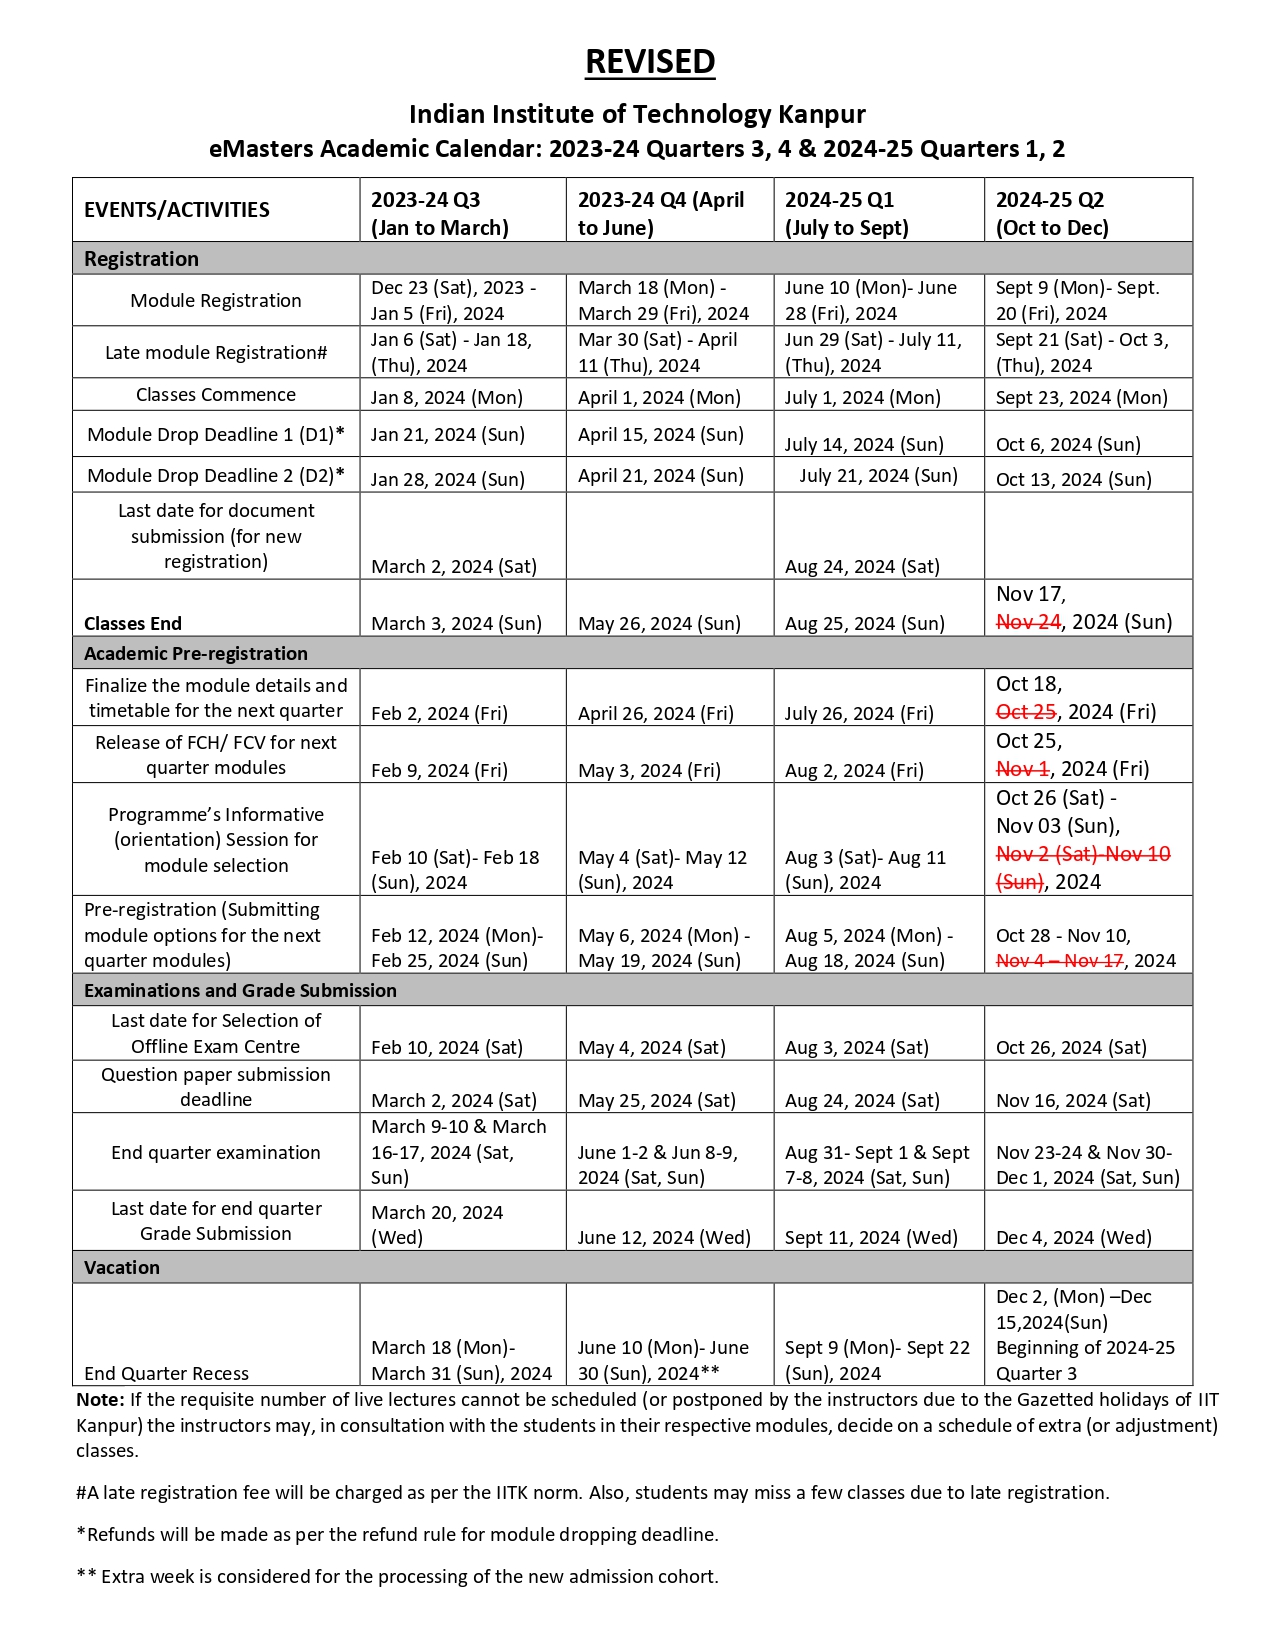 REVISED
Indian Institute of Technology Kanpur
eMasters Academic Calendar: 2023-24 Quarters 3, 4 & 2024-25 Quarters 1, 2
EVENTS/ACTIVITIES
2023-24 Q3
(Jan to March)
2023-24 Q4 (April
to June)
2024-25 Q1
(July to Sept)
2024-25 Q2
(Oct to Dec)
Registration
Module Registration
Dec 23 (Sat), 2023 -
Jan 5 (Fri), 2024
March 18 (Mon) -
March 29 (Fri), 2024
June 10 (Mon)- June
28 (Fri), 2024
Sept 9 (Mon)- Sept.
20 (Fri), 2024
Late module Registration#
Jan 6 (Sat) - Jan 18,
(Thu), 2024
Mar 30 (Sat) - April
11 (Thu), 2024
Jun 29 (Sat) - July 11,
(Thu), 2024
Sept 21 (Sat) - Oct 3,
(Thu), 2024
Classes Commence
Jan 8, 2024 (Mon)
April 1, 2024 (Mon)
July 1, 2024 (Mon)
Sept 23, 2024 (Mon)
Module Drop Deadline 1 (D1)*
Jan 21, 2024 (Sun)
April 15, 2024 (Sun)
July 14, 2024 (Sun)
Oct 6, 2024 (Sun)
Module Drop Deadline 2 (D2)*
Jan 28, 2024 (Sun)
April 21, 2024 (Sun)
July 21, 2024 (Sun)
Oct 13, 2024 (Sun)
Last date for document
submission (for new
registration)
March 2, 2024 (Sat)
Aug 24, 2024 (Sat)
Classes End
March 3, 2024 (Sun)
May 26, 2024 (Sun)
Aug 25, 2024 (Sun)
Nov 17,
Nov 24, 2024 (Sun)
Academic Pre-registration
Finalize the module details and
timetable for the next quarter
Feb 2, 2024 (Fri)
April 26, 2024 (Fri)
July 26, 2024 (Fri)
Oct 18,
Oct 25, 2024 (Fri)
Release of FCH/ FCV for next
quarter modules
Feb 9, 2024 (Fri)
May 3, 2024 (Fri)
Aug 2, 2024 (Fri)
Oct 25,
Nov 1, 2024 (Fri)
Programme’s Informative
(orientation) Session for
module selection
Feb 10 (Sat)- Feb 18
(Sun), 2024
May 4 (Sat)- May 12
(Sun), 2024
Aug 3 (Sat)- Aug 11
(Sun), 2024
Oct 26 (Sat) -
Nov 03 (Sun),
Nov 2 (Sat)-Nov 10
(Sun), 2024
Pre-registration (Submitting
module options for the next
quarter modules)
Feb 12, 2024 (Mon)-
Feb 25, 2024 (Sun)
May 6, 2024 (Mon) -
May 19, 2024 (Sun)
Aug 5, 2024 (Mon) -
Aug 18, 2024 (Sun)
Oct 28 - Nov 10,
Nov 4 – Nov 17, 2024
Examinations and Grade Submission
Last date for Selection of
Offline Exam Centre
Feb 10, 2024 (Sat)
May 4, 2024 (Sat)
Aug 3, 2024 (Sat)
Oct 26, 2024 (Sat)
Question paper submission
deadline
March 2, 2024 (Sat)
May 25, 2024 (Sat)
Aug 24, 2024 (Sat)
Nov 16, 2024 (Sat)
End quarter examination
March 9-10 & March
16-17, 2024 (Sat,
Sun)
June 1-2 & Jun 8-9,
2024 (Sat, Sun)
Aug 31- Sept 1 & Sept
7-8, 2024 (Sat, Sun)
Nov 23-24 & Nov 30-
Dec 1, 2024 (Sat, Sun)
Last date for end quarter
Grade Submission
March 20, 2024
(Wed)
June 12, 2024 (Wed)
Sept 11, 2024 (Wed)
Dec 4, 2024 (Wed)
Vacation
End Quarter Recess
March 18 (Mon)-
March 31 (Sun), 2024
June 10 (Mon)- June
30 (Sun), 2024**
Sept 9 (Mon)- Sept 22
(Sun), 2024
Dec 2, (Mon) –Dec
15,2024(Sun)
Beginning of 2024-25
Quarter 3
Note: If the requisite number of live lectures cannot be scheduled (or postponed by the instructors due to the Gazetted holidays of IIT
Kanpur) the instructors may, in consultation with the students in their respective modules, decide on a schedule of extra (or adjustment)
classes.
#A late registration fee will be charged as per the IITK norm. Also, students may miss a few classes due to late registration.
*Refunds will be made as per the refund rule for module dropping deadline.
** Extra week is considered for the processing of the new admission cohort.